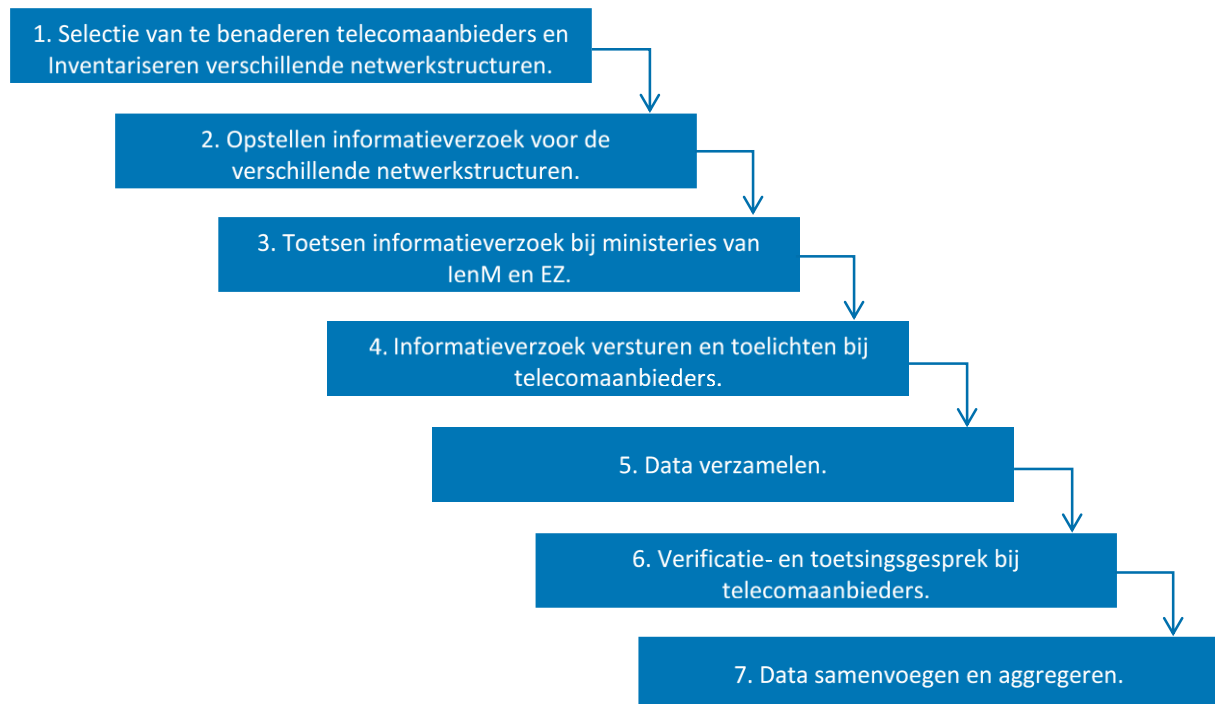 1. Selectie van te benaderen telecomaanbieders en
Inventariseren verschillende netwerkstructuren.
2. Opstellen informatieverzoek voor de
verschillende netwerkstructuren.
3. Toetsen informatieverzoek bij ministeries van
IenM en EZ.
4. Informatieverzoek versturen en toelichten bij
telecomaanbieders.
5. Data verzamelen.
6. Verificatie- en toetsingsgesprek bij
telecomaanbieders.
7. Data samenvoegen en aggregeren.